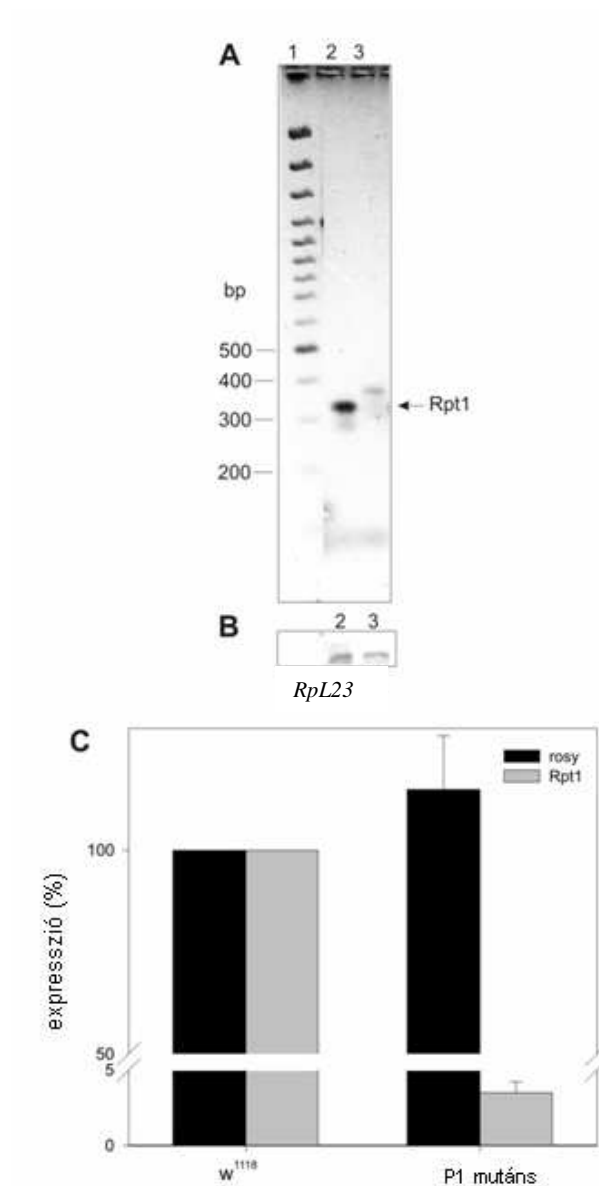 A
1 2 3
bp
500
400
300
200
Rpt1
B
2 3
RpL23
C
rosy
Rpt1
expresszió (%)
100
50
5
0
w1118
P1 mutáns